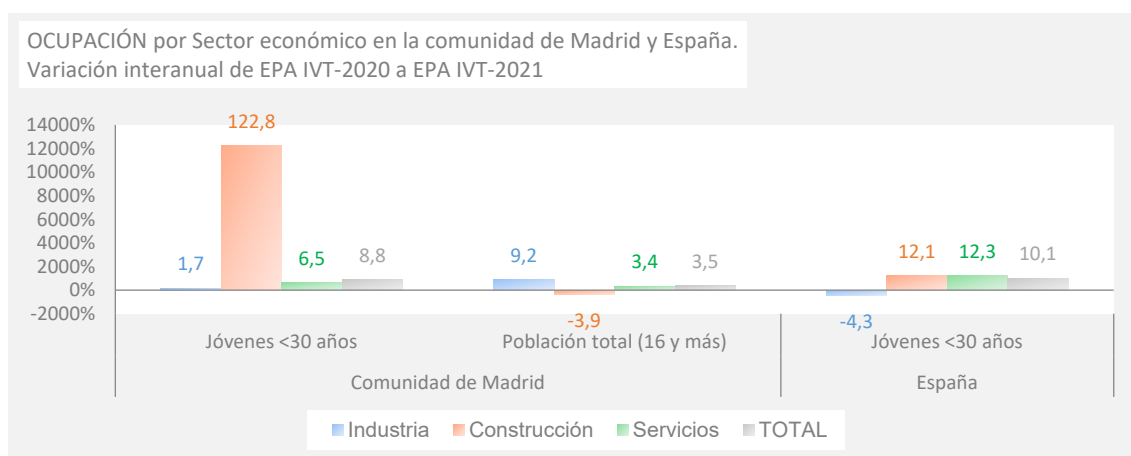 OCUPACIÓN por Sector económico en la comunidad de Madrid y España.
Variación interanual de EPA IVT-2020 a EPA IVT-2021
14000%
12000%
10000%
8000%
6000%
4000%
2000%
0%
-2000%
1,7
122,8
6,5
8,8
9,2
-3,9
3,4
3,5
-4,3
12,1
12,3
10,1
Jóvenes <30 años
Población total (16 y más)
Jóvenes <30 años
Comunidad de Madrid
España
Industria
Construcción
Servicios
TOTAL